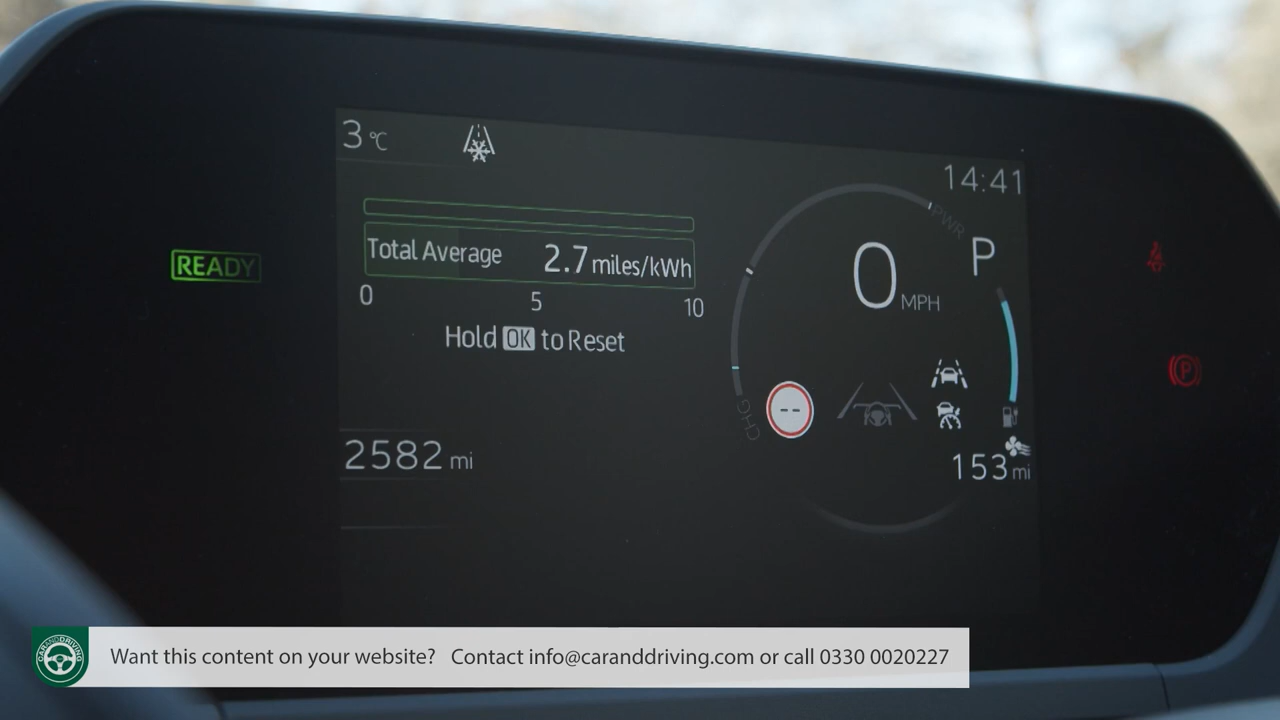 3 °C
14:41
PWR
READY
Total Average 2.7 miles/kWh
0 MPH
P
0 5 10
Hold OK to Reset
--
CHG
P
2582 mi
153 mi
CARANDDRIVING
Want this content on your website? Contact info@caranddriving.com or call 0330 0020227